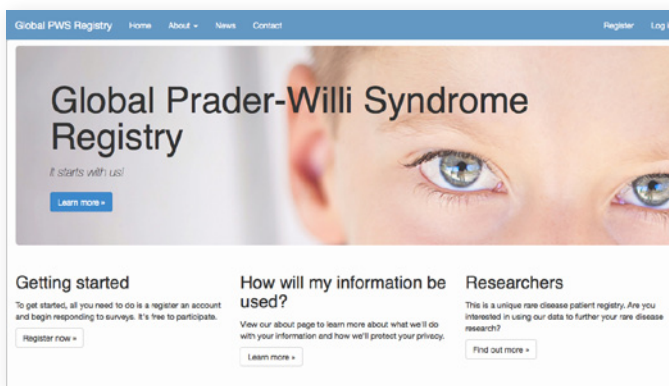 Global PWS Registry Home About News Contact Register Log i
Global Prader-Willi Syndrome
Registry
It starts with us!
Learn more »
Getting started
To get started, all you need to do is a register an account
and begin responding to surveys. It's free to participate.
Register now »
How will my information be
used?
View our about page to learn more about what we'll do
with your information and how we'll protect your privacy.
Learn more »
Researchers
This is a unique rare disease patient registry. Are you
interested in using our data to further your rare disease
research?
Find out more »